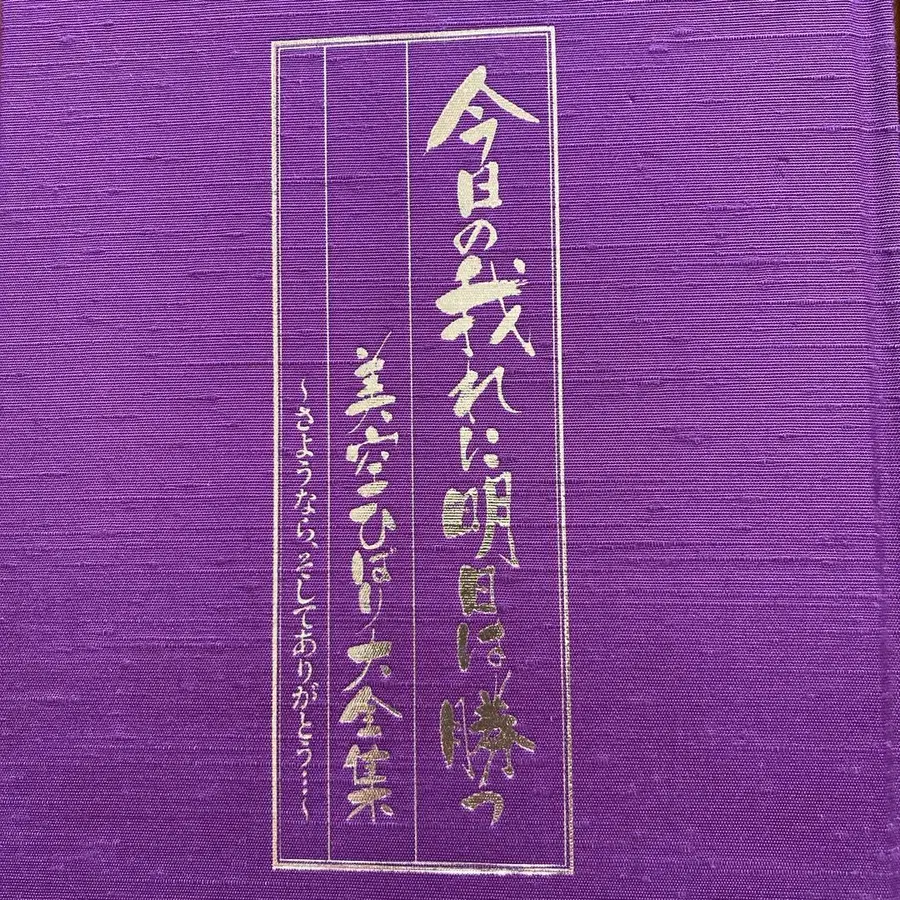 今日の我れに明日は勝つ
美空ひばり大全集
～さようなら、そしてありがとう…～